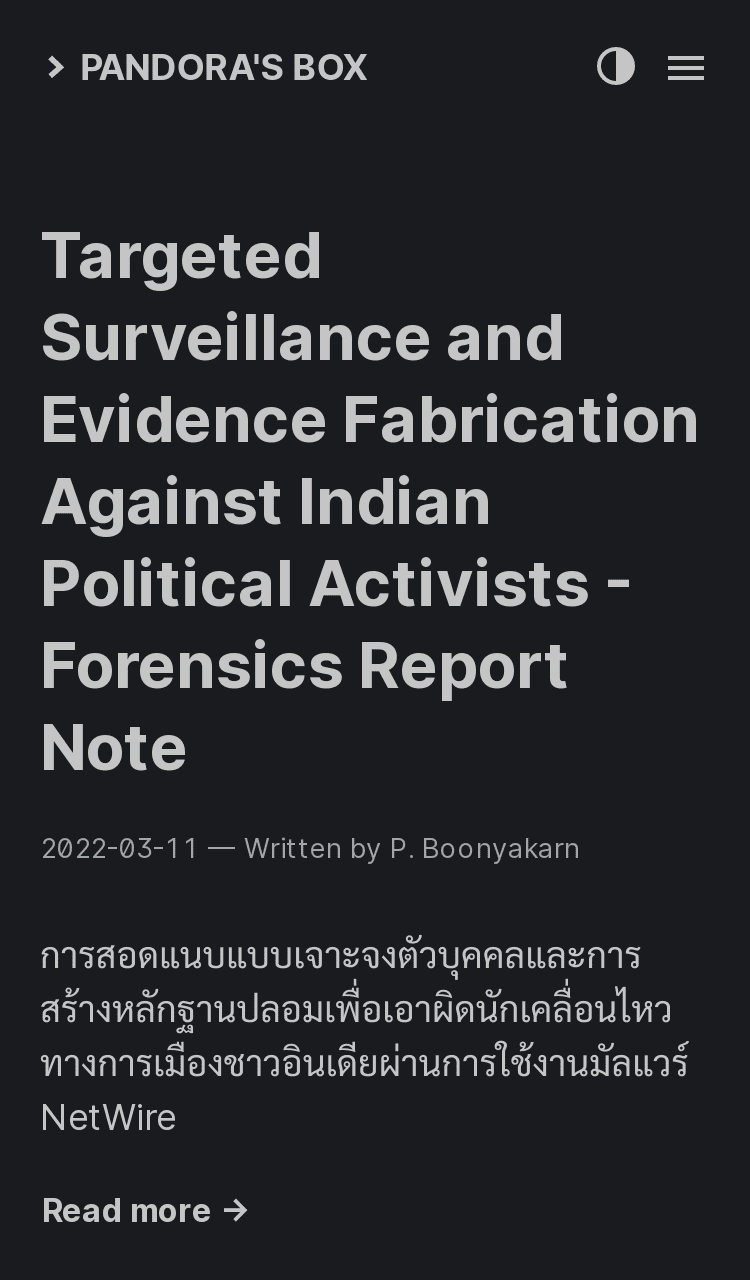 PANDORA'S BOX
Targeted
Surveillance and
Evidence Fabrication
Against Indian
Political Activists -
Forensics Report
Note
2022-03-11 — Written by P. Boonyakarn
การสอดแนบแบบเจาะจงตัวบุคคลและการ
สร้างหลักฐานปลอมเพื่อเอาผิดนักเคลื่อนไหว
ทางการเมืองชาวอินเดียผ่านการใช้งานมัลแวร์
NetWire
Read more →